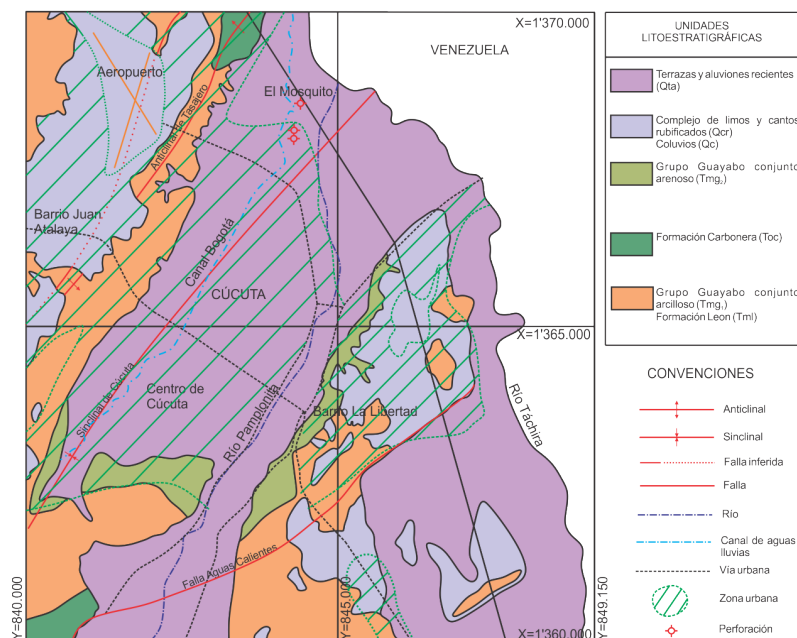 X=1'370.000
VENEZUELA
Aeropuerto
El Mosquito
Anticlinal de Tasajero
Barrio Juan
Atalaya
Canal Bogotá
CÚCUTA
X=1'365.000
Sinclinal de Cúcuta
Centro de
Cúcuta
Río Pamplonita
Barrio La Libertad
Río Táchira
Falla Aguas Calientes
Y=840.000
Y=845.000
X=1'360.000
Y=849.150
UNIDADES
LITOESTRATIGRÁFICAS
Terrazas y aluviones recientes
(Qta)
Complejo de limos y cantos
rubificados (Qcr)
Coluvios (Qc)
Grupo Guayabo conjunto
arenoso (Tmg₂)
Formación Carbonera (Toc)
Grupo Guayabo conjunto
arcilloso (Tmg₁)
Formación Leon (Tml)
CONVENCIONES
Anticlinal
Sinclinal
Falla inferida
Falla
Río
Canal de aguas
lluvias
Vía urbana
Zona urbana
Perforación